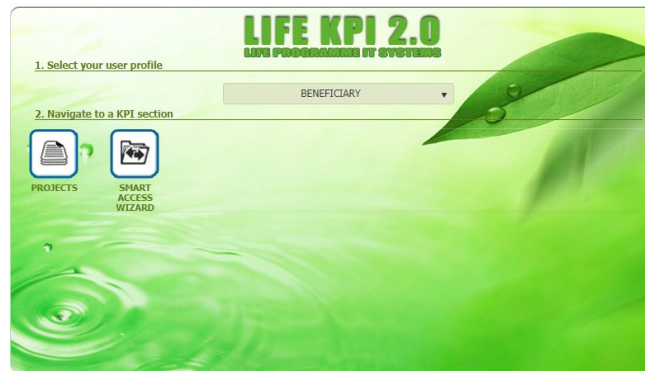 LIFE KPI 2.0
LIFE PROGRAMME IT SYSTEMS
1. Select your user profile
BENEFICIARY
2. Navigate to a KPI section
PROJECTS
SMART
ACCESS
WIZARD